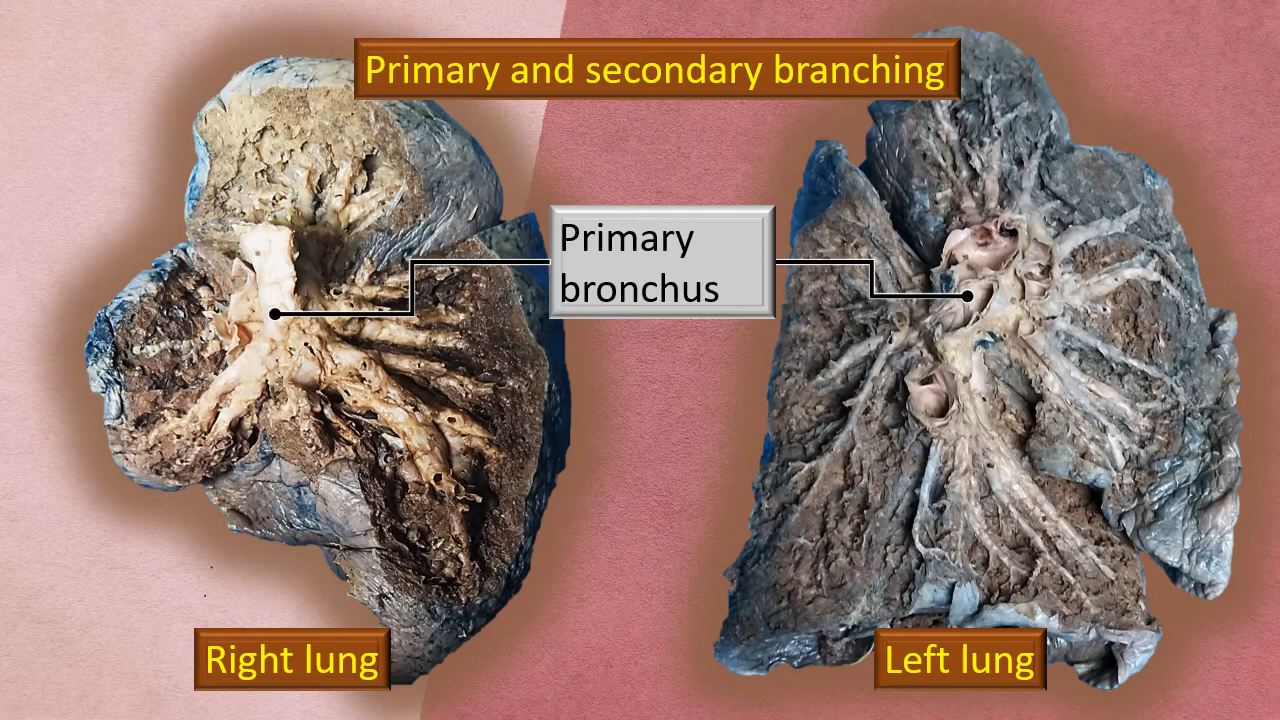 Primary and secondary branching
Primary
bronchus
Right lung
Left lung